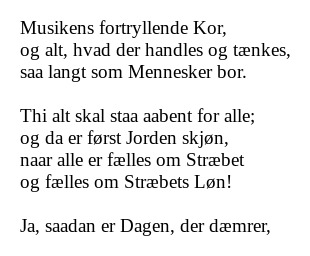 Musikens fortryllende Kor,
og alt, hvad der handles og tænkes,
saa langt som Mennesker bor.

Thi alt skal staa aabent for alle;
og da er først Jorden skjøn,
naar alle er fælles om Stræbet
og fælles om Stræbets Løn!

Ja, saadan er Dagen, der dæmrer,